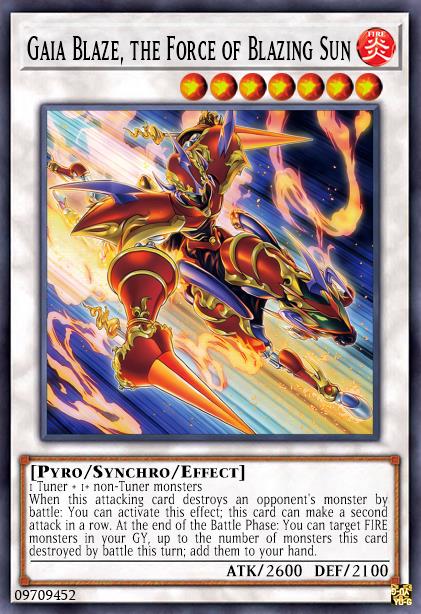 GAIA BLAZE, THE FORCE OF BLAZING SUN
FIRE
炎
[PYRO/SYNCHRO/EFFECT]
1 Tuner + 1+ non-Tuner monsters
When this attacking card destroys an opponent's monster by
battle: You can activate this effect; this card can make a second
attack in a row. At the end of the Battle Phase: You can target FIRE
monsters in your GY, up to the number of monsters this card
destroyed by battle this turn; add them to your hand.
ATK/2600 DEF/2100
09709452